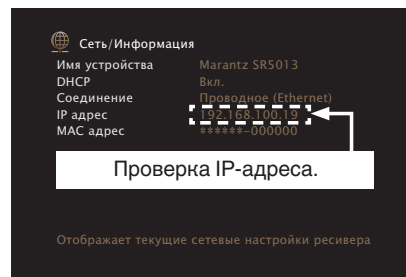 Сеть/Информация
Имя устройства Marantz SR5013
DHCP Вкл.
Соединение Проводное (Ethernet)
IP адрес 192.168.100.19
MAC адрес ******-000000
Проверка IP-адреса.
Отображает текущие сетевые настройки ресивера